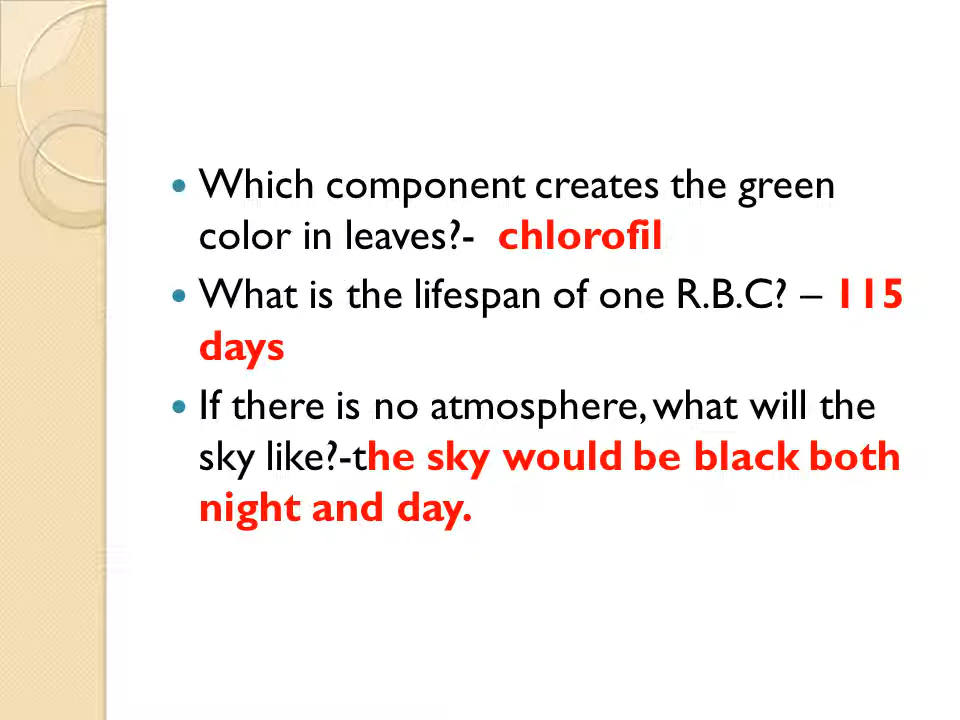 • Which component creates the green
color in leaves?- chlorofil
• What is the lifespan of one R.B.C? – 115
days
• If there is no atmosphere, what will the
sky like?-the sky would be black both
night and day.